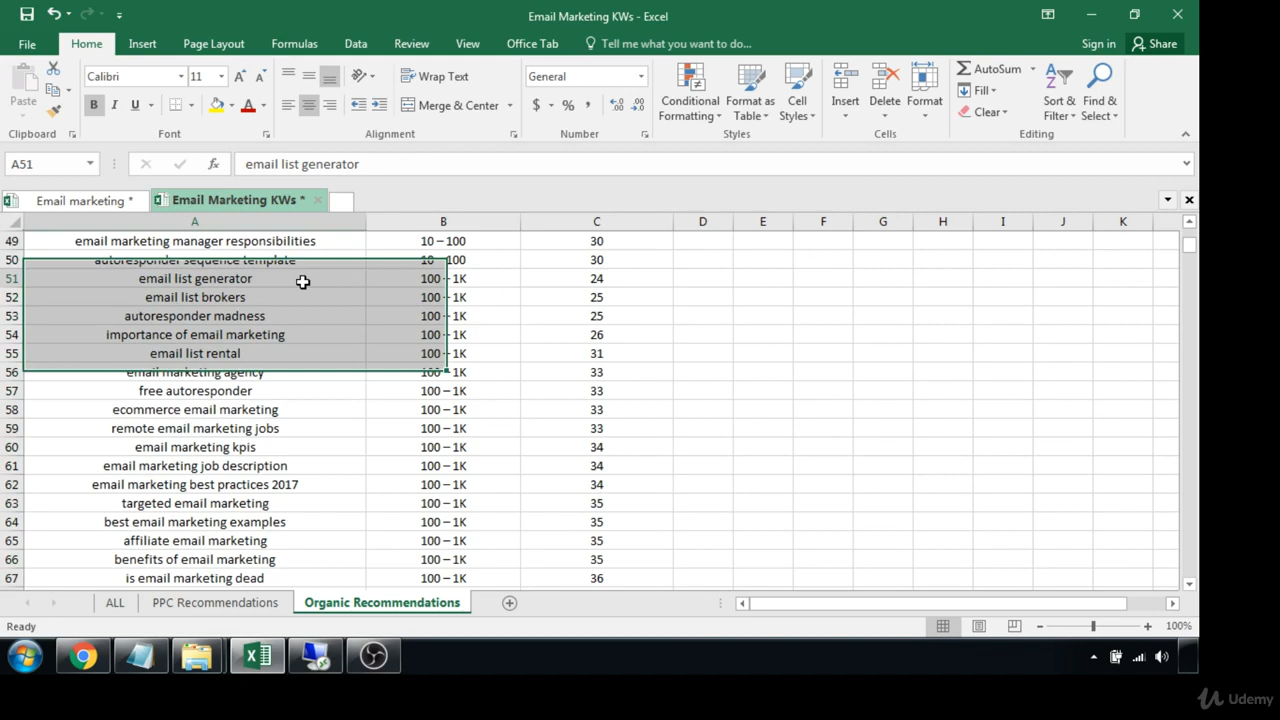 Email Marketing KWs - Excel
File Home Insert Page Layout Formulas Data Review View Office Tab Tell me what you want to do... Sign in Share
Paste
Calibri 11
B I U
Wrap Text
Merge & Center
General
$ % ,
Conditional Formatting
Format as Table
Cell Styles
Insert Delete Format
AutoSum
Fill
Clear
Sort & Filter
Find & Select
Clipboard Font Alignment Number Styles Cells Editing
A51 fx email list generator
Email marketing * Email Marketing KWs *
A B C D E F G H I J K
49 email marketing manager responsibilities 10 – 100 30
50 autoresponder sequence template 10 – 100 30
51 email list generator 100 – 1K 24
52 email list brokers 100 – 1K 25
53 autoresponder madness 100 – 1K 25
54 importance of email marketing 100 – 1K 26
55 email list rental 100 – 1K 31
56 email marketing agency 100 – 1K 33
57 free autoresponder 100 – 1K 33
58 ecommerce email marketing 100 – 1K 33
59 remote email marketing jobs 100 – 1K 33
60 email marketing kpis 100 – 1K 34
61 email marketing job description 100 – 1K 34
62 email marketing best practices 2017 100 – 1K 34
63 targeted email marketing 100 – 1K 35
64 best email marketing examples 100 – 1K 35
65 affiliate email marketing 100 – 1K 35
66 benefits of email marketing 100 – 1K 35
67 is email marketing dead 100 – 1K 36
ALL PPC Recommendations Organic Recommendations
Ready 100%
Udemy